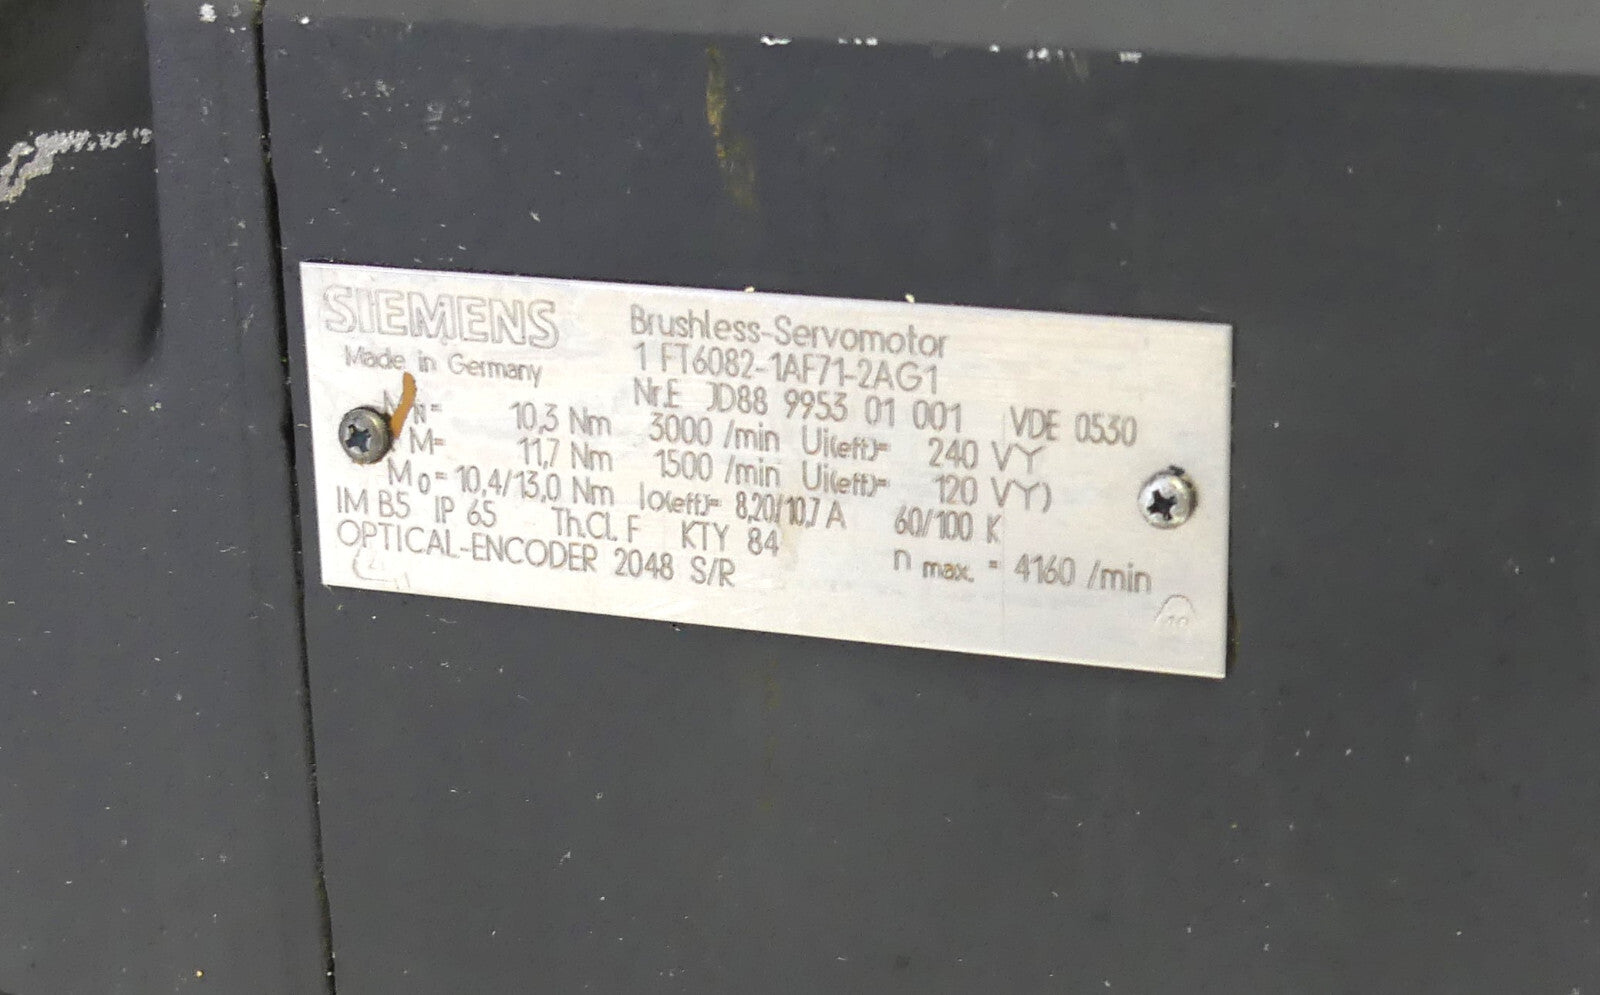 SIEMENS
Brushless-Servomotor
Made in Germany
1 FT6082-1AF71-2AG1
Nr.E JD88 9953 01 001 VDE 0530
MN= 10,3 Nm 3000 /min Ui(eff)= 240 VY
M= 11,7 Nm 1500 /min Ui(eff)= 120 VY)
Mo= 10,4/13,0 Nm Io(eff)= 8,20/10,7 A 60/100 K
IM B5 IP 65 Th.Cl. F KTY 84
OPTICAL-ENCODER 2048 S/R n max. = 4160 /min